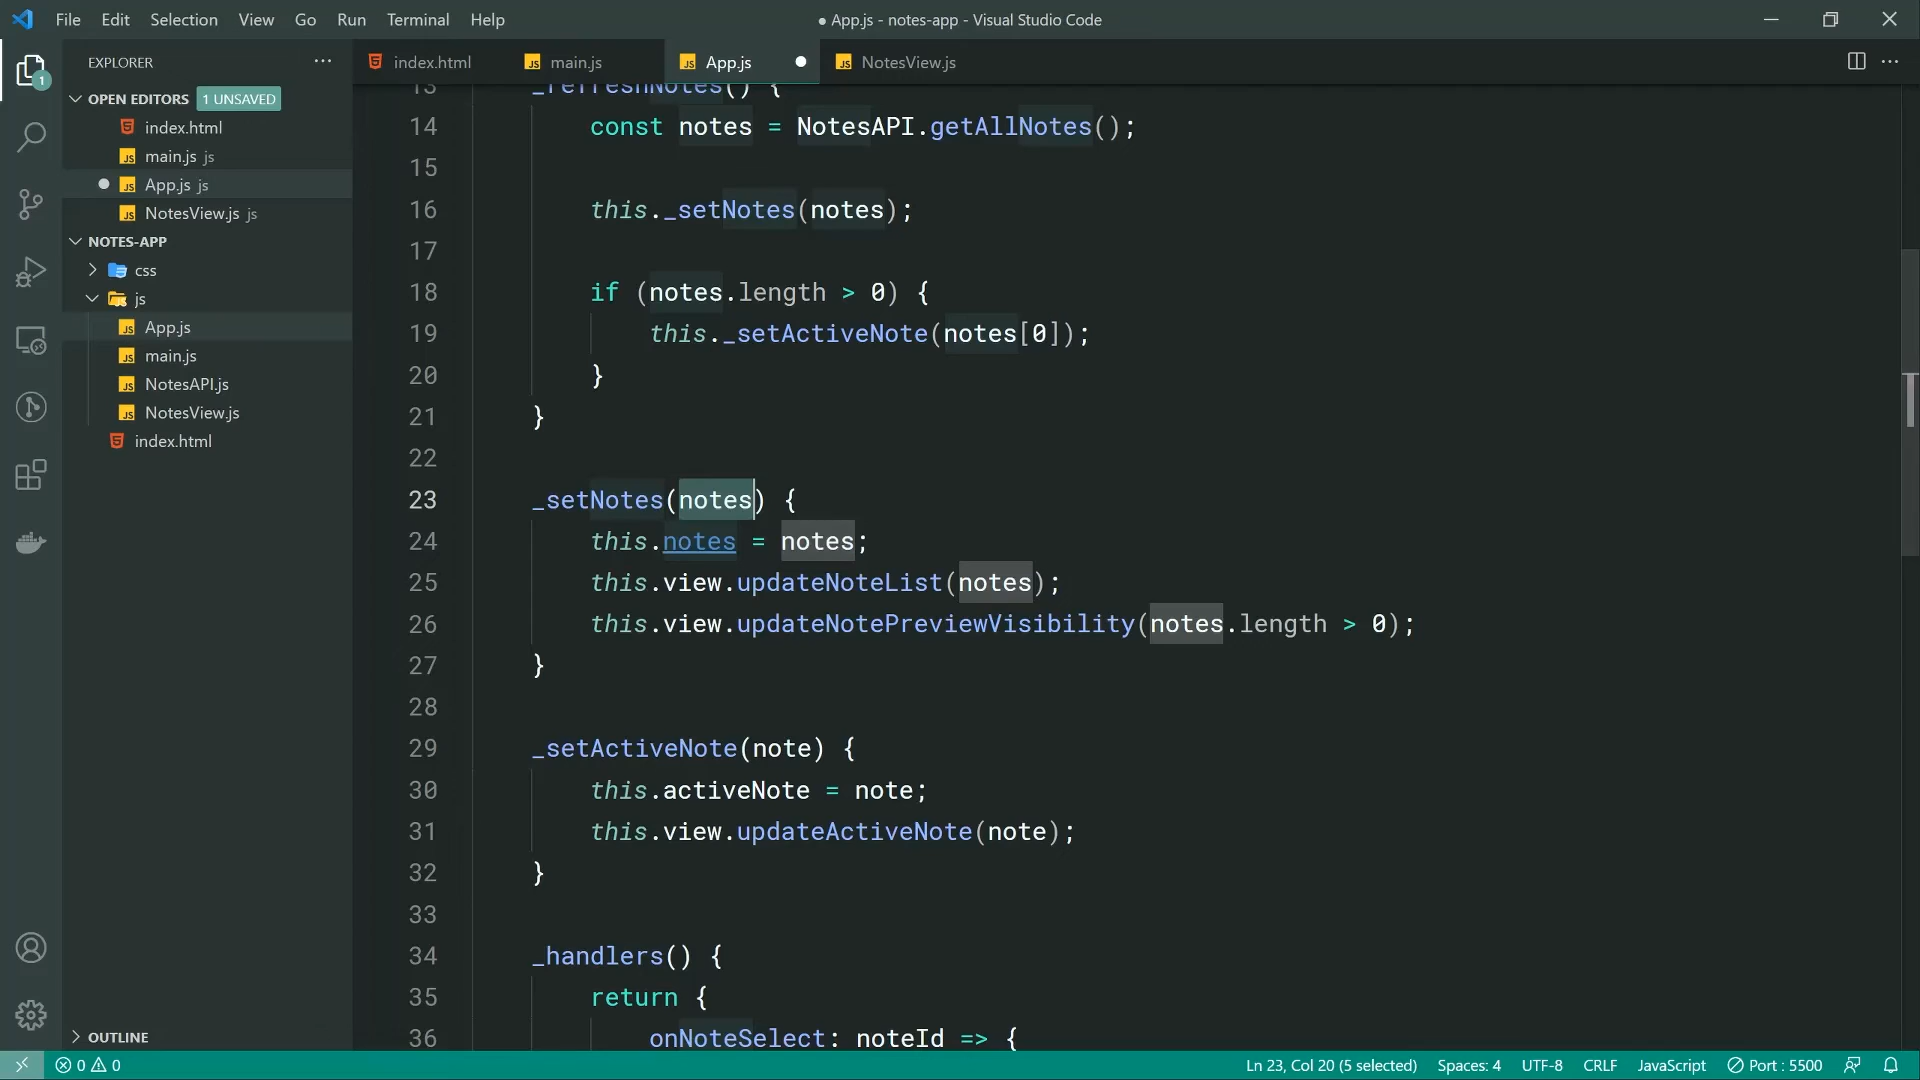 File Edit Selection View Go Run Terminal Help
● App.js - notes-app - Visual Studio Code
EXPLORER
index.html
main.js
App.js
NotesView.js
OPEN EDITORS 1 UNSAVED
index.html
main.js js
App.js js
NotesView.js js
NOTES-APP
css
js
App.js
main.js
NotesAPI.js
NotesView.js
index.html
OUTLINE
1
13 _refreshNotes() {
14 const notes = NotesAPI.getAllNotes();
15
16 this._setNotes(notes);
17
18 if (notes.length > 0) {
19 this._setActiveNote(notes[0]);
20 }
21 }
22
23 _setNotes(notes) {
24 this.notes = notes;
25 this.view.updateNoteList(notes);
26 this.view.updateNotePreviewVisibility(notes.length > 0);
27 }
28
29 _setActiveNote(note) {
30 this.activeNote = note;
31 this.view.updateActiveNote(note);
32 }
33
34 _handlers() {
35 return {
36 onNoteSelect: noteId => {
0 0
Ln 23, Col 20 (5 selected) Spaces: 4 UTF-8 CRLF JavaScript Port : 5500